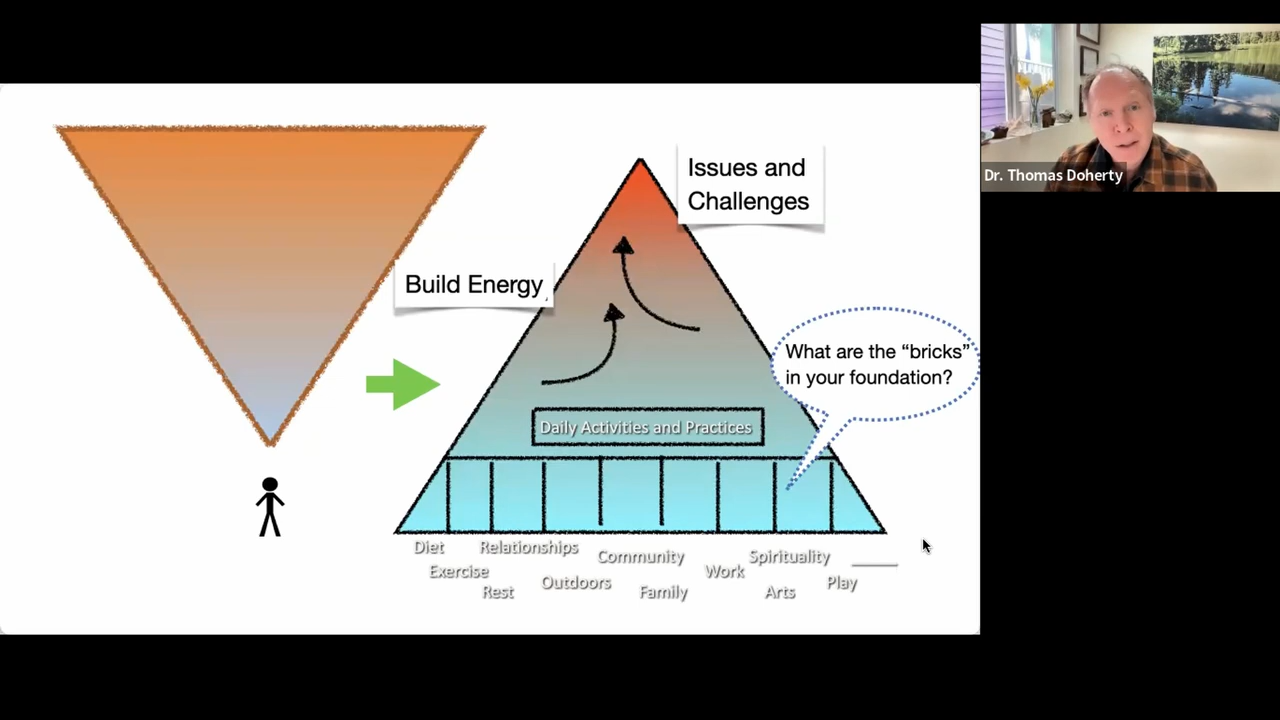 Dr. Thomas Doherty
Issues and
Challenges
Build Energy
What are the “bricks”
in your foundation?
Daily Activities and Practices
Diet
Relationships
Community
Spirituality
Exercise
Outdoors
Work
Play
Rest
Family
Arts